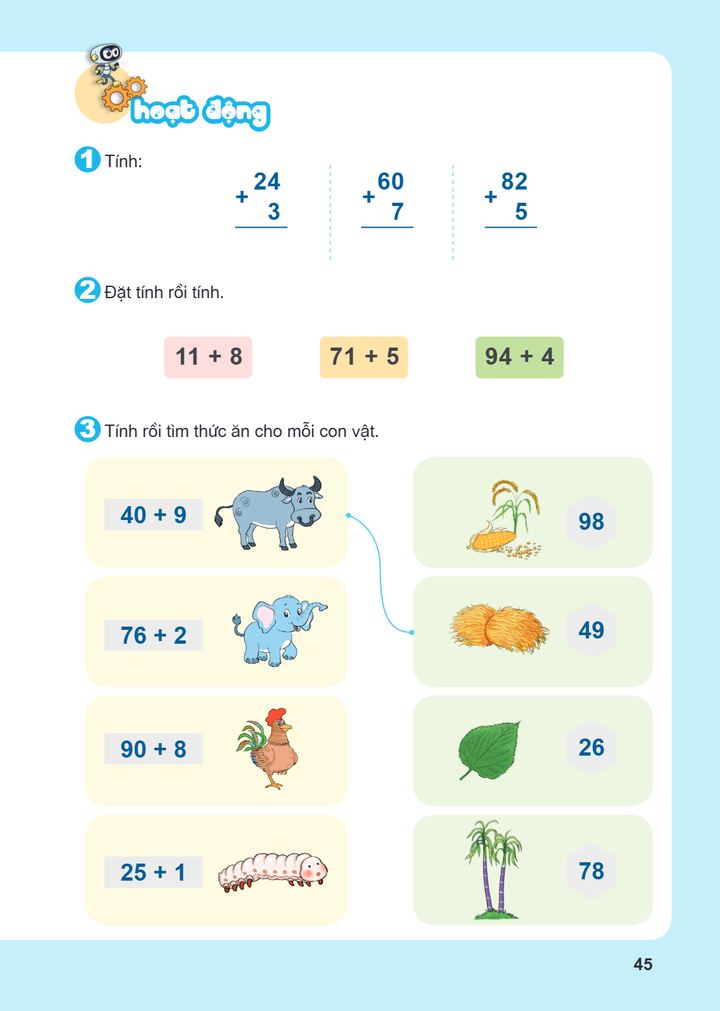 hoạt động
1 Tính:
24 + 3
60 + 7
82 + 5
2 Đặt tính rồi tính.
11 + 8
71 + 5
94 + 4
3 Tính rồi tìm thức ăn cho mỗi con vật.
40 + 9
98
76 + 2
49
90 + 8
26
25 + 1
78
45